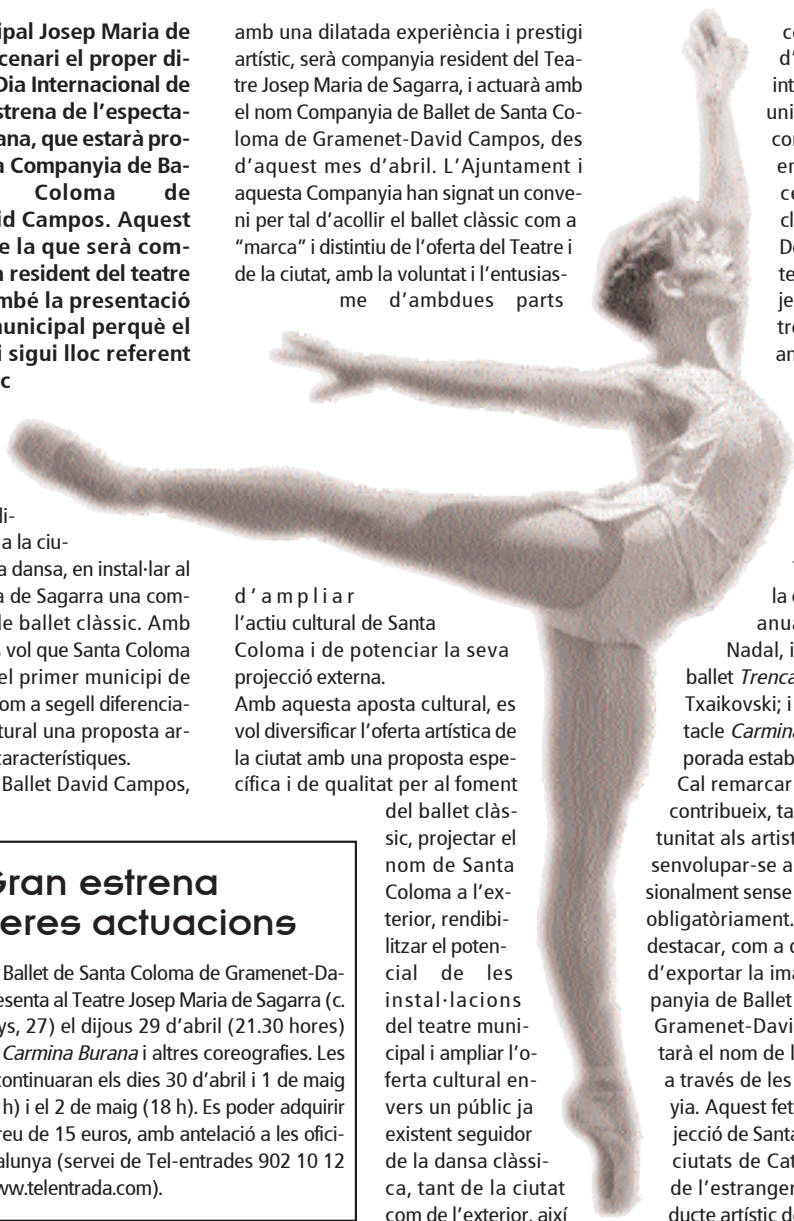 ipal Josep Maria de
cenari el proper di-
Dia Internacional de
strena de l'especta-
ana, que estarà pro-
a Companyia de Ba-
Coloma de
id Campos. Aquest
e la que serà com-
a resident del teatre
mbé la presentació
municipal perquè el
i sigui lloc referent
c
li-
a la ciu-
a dansa, en instal·lar al
a de Sagarra una com-
de ballet clàssic. Amb
s vol que Santa Coloma
el primer municipi de
om a segell diferencia-
tural una proposta ar-
característiques.
Ballet David Campos,
amb una dilatada experiència i prestigi
artístic, serà companyia resident del Tea-
tre Josep Maria de Sagarra, i actuarà amb
el nom Companyia de Ballet de Santa Co-
loma de Gramenet-David Campos, des
d'aquest mes d'abril. L'Ajuntament i
aquesta Companyia han signat un conve-
ni per tal d'acollir el ballet clàssic com a
"marca" i distintiu de l'oferta del Teatre i
de la ciutat, amb la voluntat i l'entusias-
me d'ambdues parts
d'ampliar
l'actiu cultural de Santa
Coloma i de potenciar la seva
projecció externa.
Amb aquesta aposta cultural, es
vol diversificar l'oferta artística de
la ciutat amb una proposta espe-
cífica i de qualitat per al foment
del ballet clàs-
sic, projectar el
nom de Santa
Coloma a l'ex-
terior, rendibi-
litzar el poten-
cial de les
instal·lacions
del teatre muni-
cipal i ampliar l'o-
ferta cultural en-
vers un públic ja
existent seguidor
de la dansa clàssi-
ca, tant de la ciutat
com de l'exterior, així
co
d'
int
uni
con
en
ce
cl
De
te
je
tre
an
la
anua
Nadal, i
ballet Trenca
Txaikovski; i
tacle Carmina
porada estab
Cal remarcar
contribueix, ta
tunitat als artist
senvolupar-se a
sionalment sense
obligatòriament.
destacar, com a c
d'exportar la ima
panyia de Ballet
Gramenet-Davi
tarà el nom de l
a través de les
yia. Aquest fet
jecció de Santa
ciutats de Cat
de l'estranger
ducte artístic d
Gran estrena
eres actuacions
Ballet de Santa Coloma de Gramenet-Da-
esenta al Teatre Josep Maria de Sagarra (c.
ys, 27) el dijous 29 d'abril (21.30 hores)
Carmina Burana i altres coreografies. Les
continuaran els dies 30 d'abril i 1 de maig
h) i el 2 de maig (18 h). Es poder adquirir
reu de 15 euros, amb antelació a les ofici-
alunya (servei de Tel-entrades 902 10 12
ww.telentrada.com).